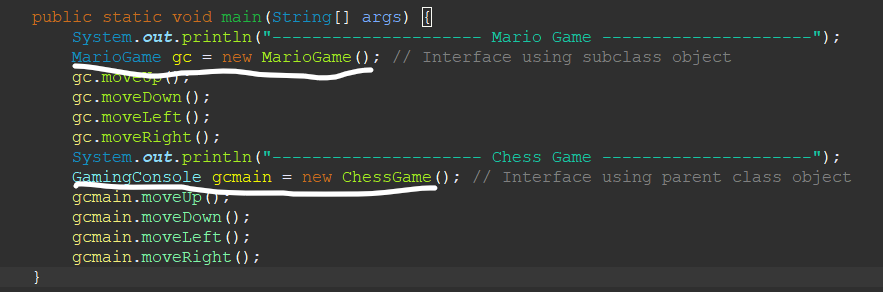 public static void main(String[] args) {
System.out.println("--------------------- Mario Game ---------------------");
MarioGame gc = new MarioGame(); // Interface using subclass object
gc.moveUp();
gc.moveDown();
gc.moveLeft();
gc.moveRight();
System.out.println("--------------------- Chess Game ---------------------");
GamingConsole gcmain = new ChessGame(); // Interface using parent class object
gcmain.moveUp();
gcmain.moveDown();
gcmain.moveLeft();
gcmain.moveRight();
}